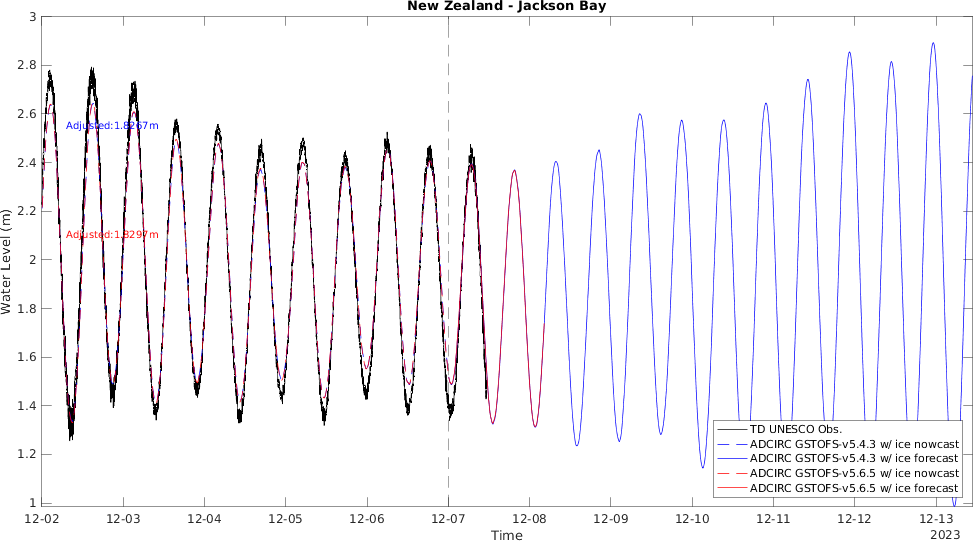 New Zealand - Jackson Bay
3
2.8
2.6
2.4
2.2
2
1.8
1.6
1.4
1.2
1
Water Level (m)
Adjusted:1.8267m
Adjusted:1.8297m
TD UNESCO Obs.
ADCIRC GSTOFS-v5.4.3 w/ ice nowcast
ADCIRC GSTOFS-v5.4.3 w/ ice forecast
ADCIRC GSTOFS-v5.6.5 w/ ice nowcast
ADCIRC GSTOFS-v5.6.5 w/ ice forecast
12-02 12-03 12-04 12-05 12-06 12-07 12-08 12-09 12-10 12-11 12-12 12-13
Time
2023